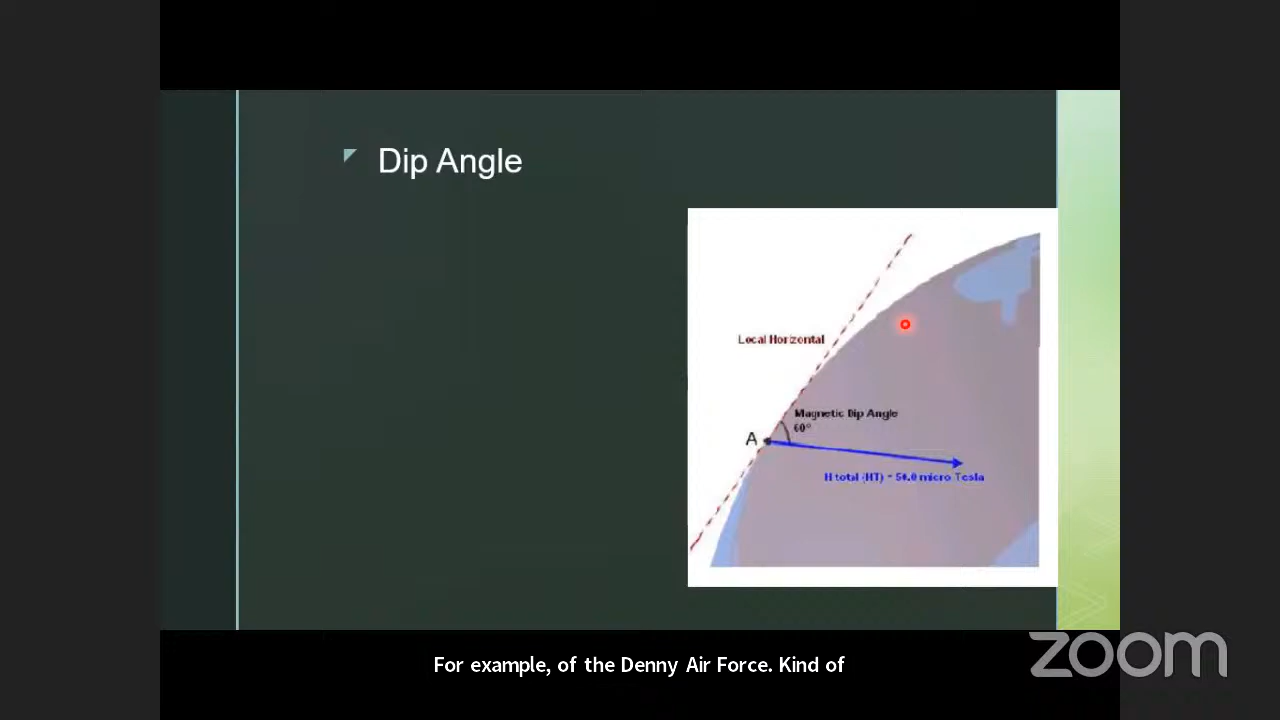 Dip Angle
Local Horizontal
Magnetic Dip Angle
60°
A
H total (HT) = 50.0 micro Tesla
For example, of the Denny Air Force. Kind of
zoom